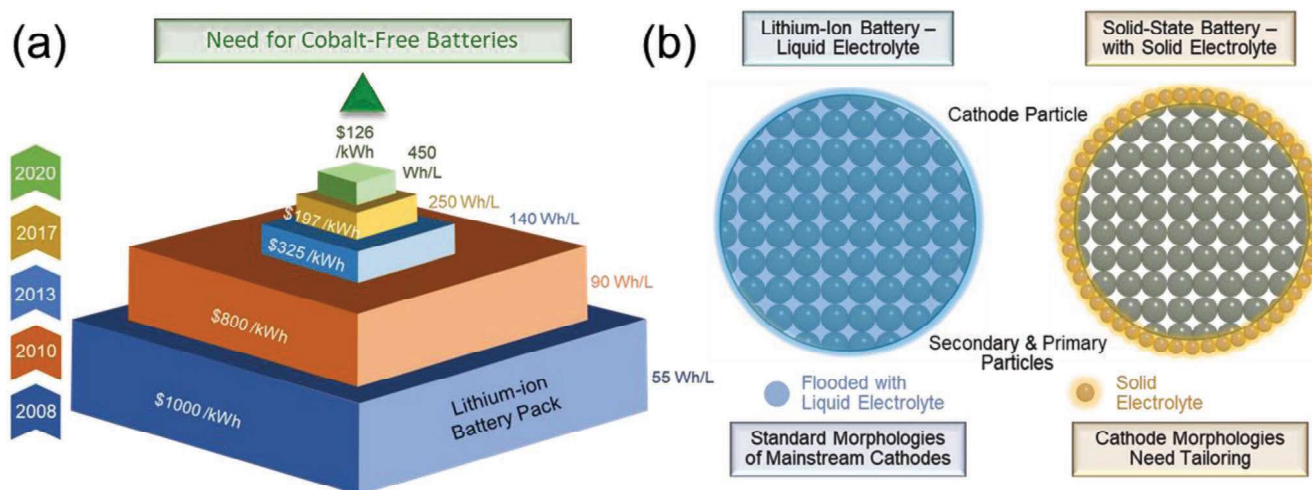 (a)
Need for Cobalt-Free Batteries
$126
/kWh
450
Wh/L
2020
250 Wh/L
$197 /kWh
140 Wh/L
2017
$325 /kWh
2013
90 Wh/L
$800 /kWh
2010
55 Wh/L
2008
$1000 /kWh
Lithium-ion
Battery Pack
(b)
Lithium-Ion Battery –
Liquid Electrolyte
Solid-State Battery –
with Solid Electrolyte
Cathode Particle
Secondary & Primary
Particles
Flooded with
Liquid Electrolyte
Solid
Electrolyte
Standard Morphologies
of Mainstream Cathodes
Cathode Morphologies
Need Tailoring